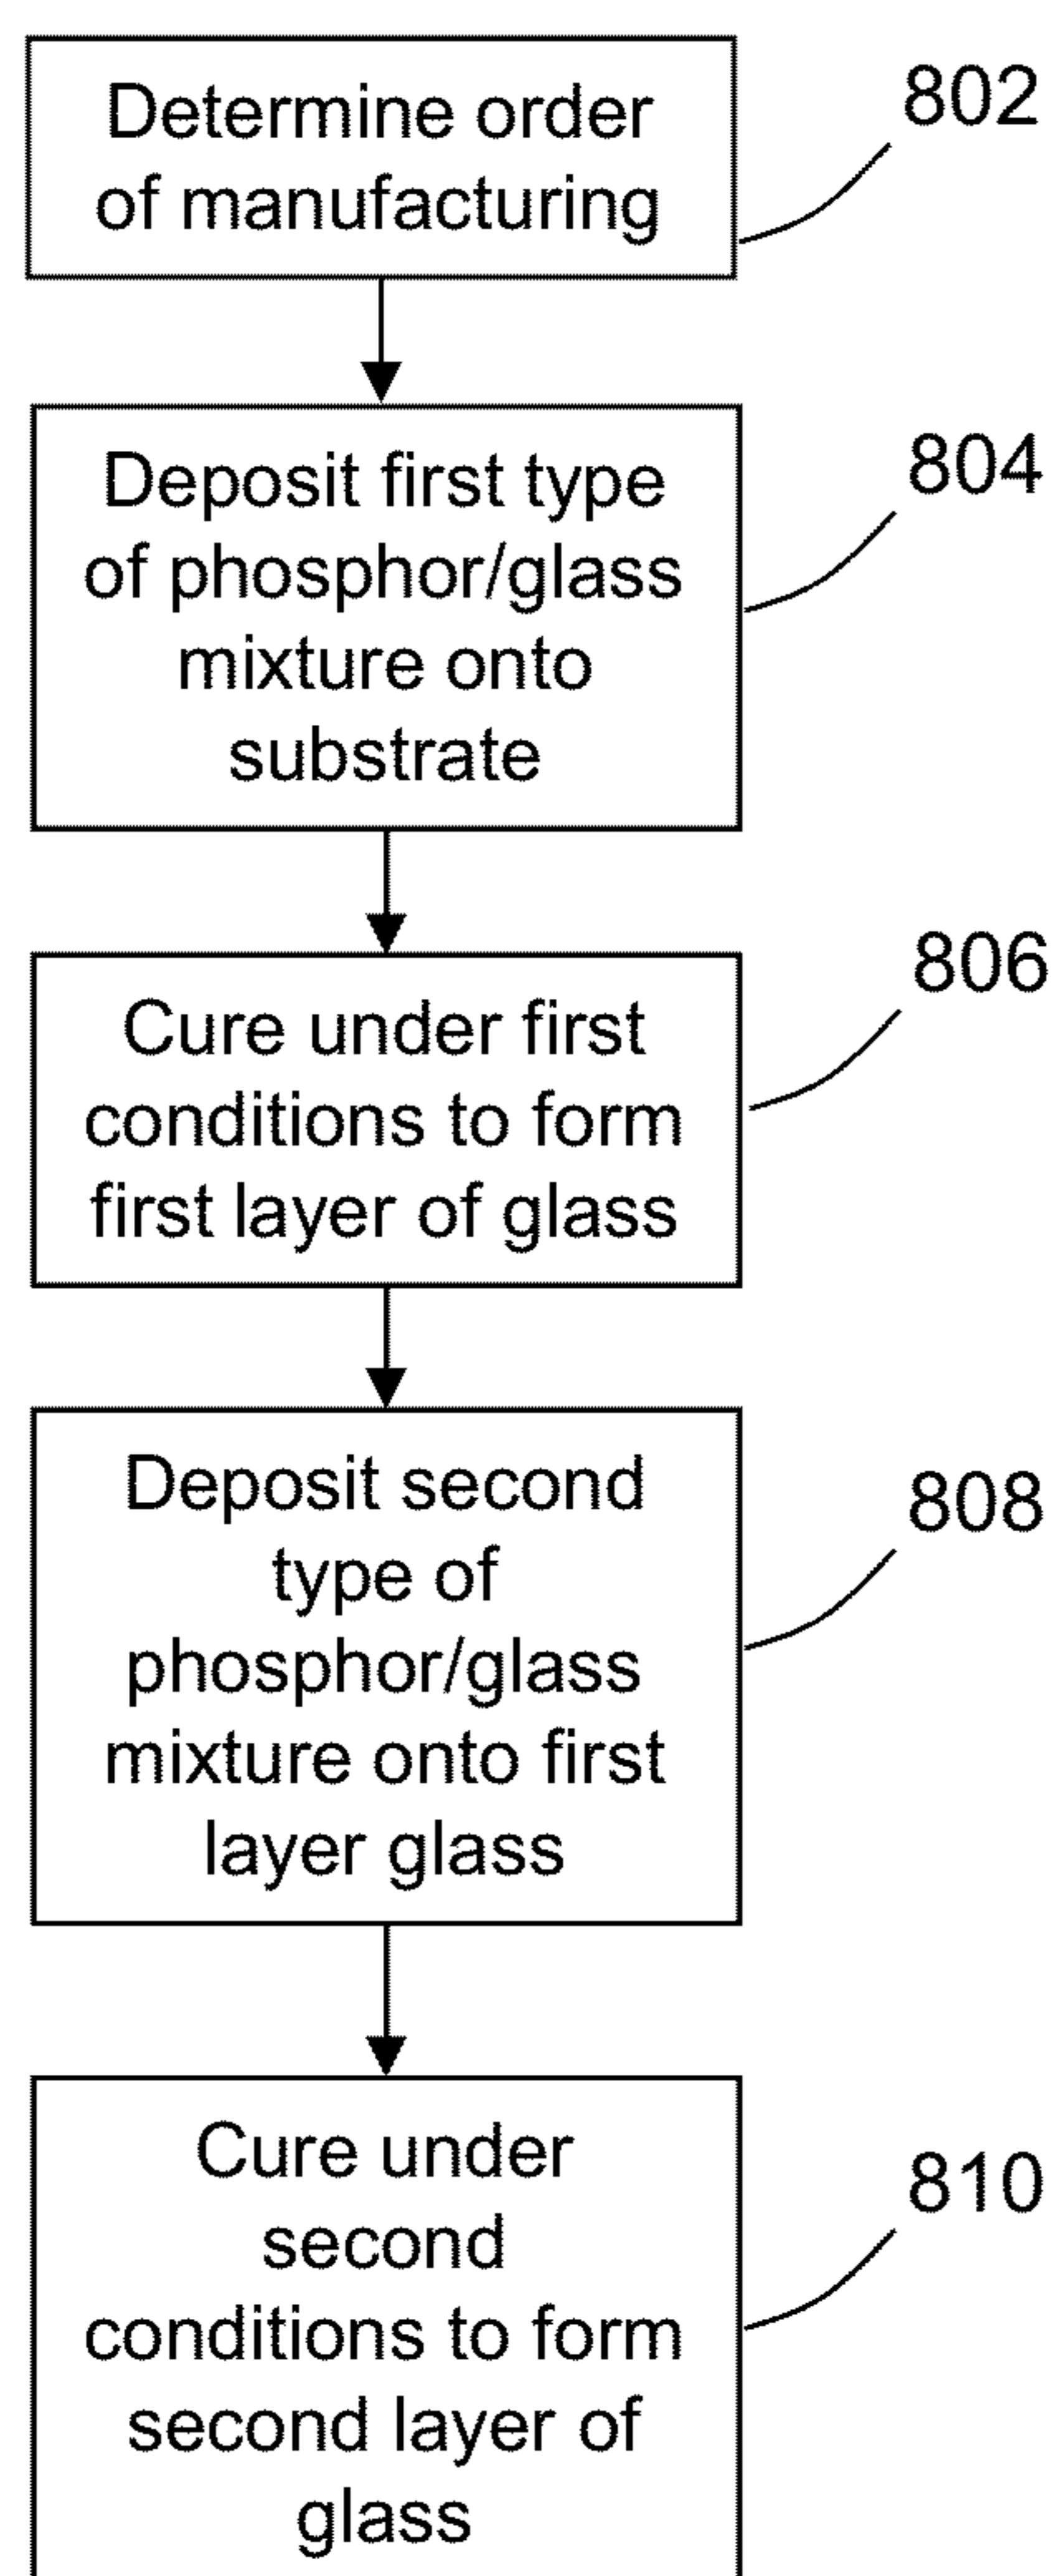 Determine order
of manufacturing
802
Deposit first type
of phosphor/glass
mixture onto
substrate
804
Cure under first
conditions to form
first layer of glass
806
Deposit second
type of
phosphor/glass
mixture onto first
layer glass
808
Cure under
second
conditions to form
second layer of
glass
810